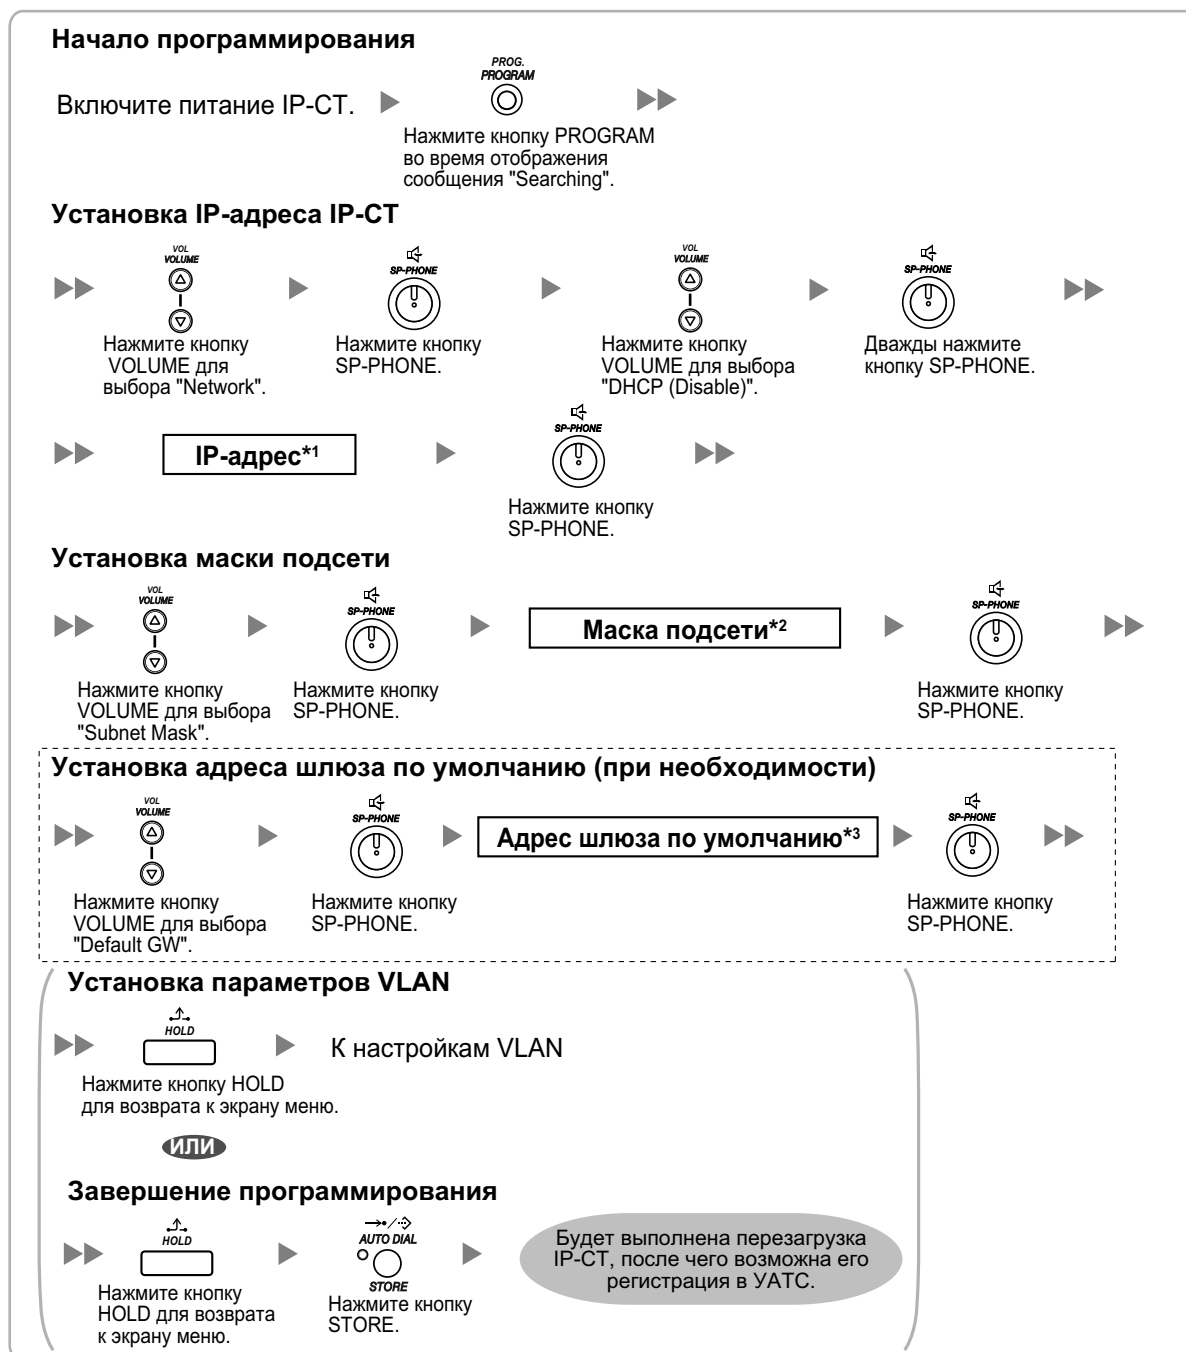 Начало программирования
Включите питание IP-СТ.
PROG.
PROGRAM
Нажмите кнопку PROGRAM
во время отображения
сообщения "Searching".
Установка IP-адреса IP-СТ
VOL
VOLUME
Нажмите кнопку
VOLUME для
выбора "Network".
SP-PHONE
Нажмите кнопку
SP-PHONE.
VOL
VOLUME
Нажмите кнопку
VOLUME для выбора
"DHCP (Disable)".
SP-PHONE
Дважды нажмите
кнопку SP-PHONE.
IP-адрес*1
SP-PHONE
Нажмите кнопку
SP-PHONE.
Установка маски подсети
VOL
VOLUME
Нажмите кнопку
VOLUME для выбора
"Subnet Mask".
SP-PHONE
Нажмите кнопку
SP-PHONE.
Маска подсети*2
SP-PHONE
Нажмите кнопку
SP-PHONE.
Установка адреса шлюза по умолчанию (при необходимости)
VOL
VOLUME
Нажмите кнопку
VOLUME для выбора
"Default GW".
SP-PHONE
Нажмите кнопку
SP-PHONE.
Адрес шлюза по умолчанию*3
SP-PHONE
Нажмите кнопку
SP-PHONE.
Установка параметров VLAN
HOLD
Нажмите кнопку HOLD
для возврата к экрану меню.
К настройкам VLAN
ИЛИ
Завершение программирования
HOLD
Нажмите кнопку
HOLD для возврата
к экрану меню.
AUTO DIAL
STORE
Нажмите кнопку
STORE.
Будет выполнена перезагрузка
IP-СТ, после чего возможна его
регистрация в УАТС.